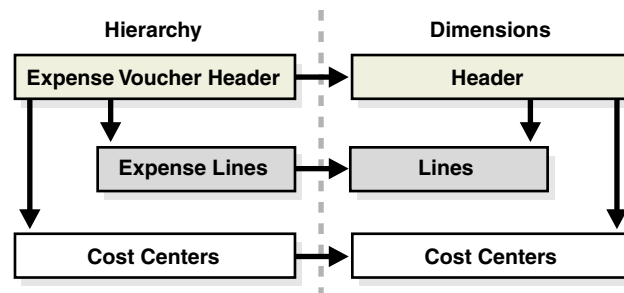 Hierarchy
Dimensions
Expense Voucher Header
Header
Expense Lines
Lines
Cost Centers
Cost Centers